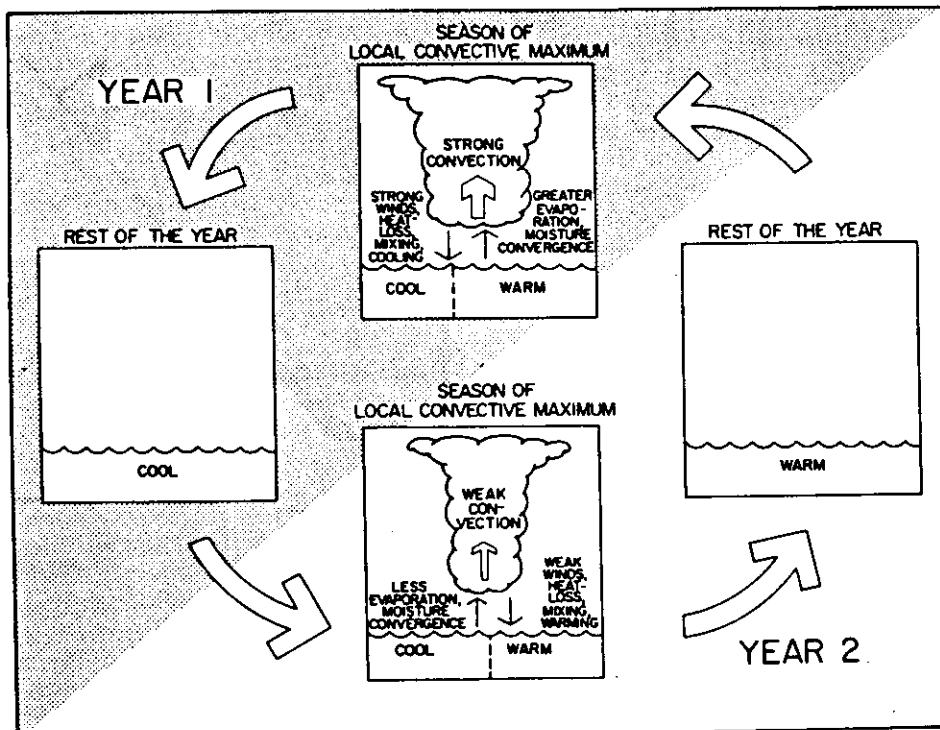 SEASON OF
LOCAL CONVECTIVE MAXIMUM
YEAR 1
STRONG
CONVECTION
STRONG
WINDS,
HEAT-
LOSS,
MIXING,
COOLING
GREATER
EVAPO-
RATION,
MOISTURE
CONVERGENCE
COOL
WARM
REST OF THE YEAR
COOL
REST OF THE YEAR
WARM
SEASON OF
LOCAL CONVECTIVE MAXIMUM
WEAK
CON-
VECTION
LESS
EVAPORATION,
MOISTURE
CONVERGENCE
WEAK
WINDS,
HEAT-
LOSS,
MIXING,
WARMING
COOL
WARM
YEAR 2